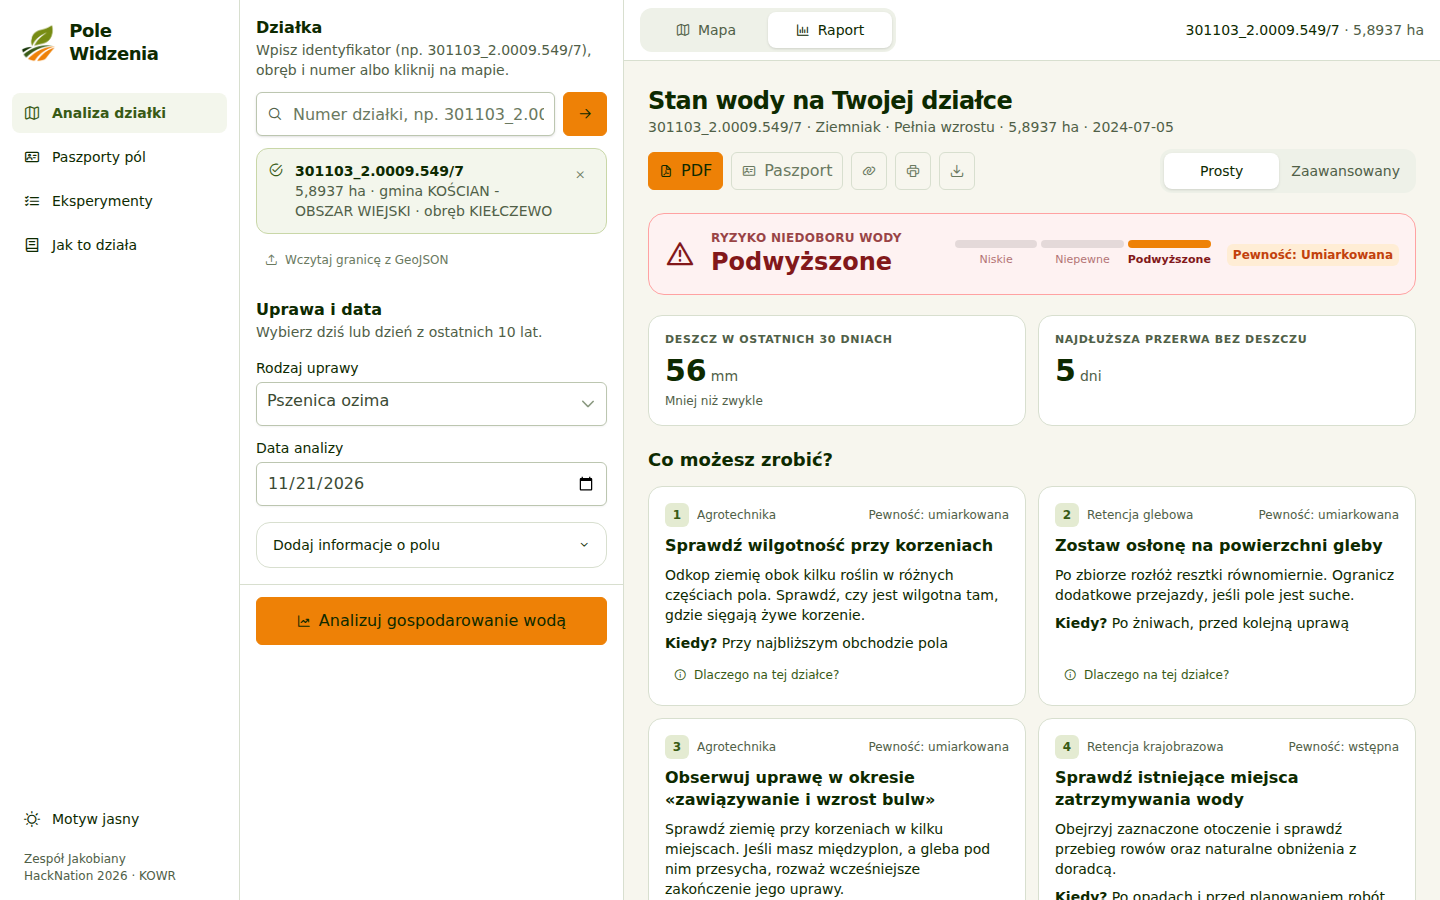 Pole
Widzenia
Analiza działki
Paszporty pól
Eksperymenty
Jak to działa
Motyw jasny
Zespół Jakobiany
HackNation 2026 · KOWR
Działka
Wpisz identyfikator (np. 301103_2.0009.549/7),
obręb i numer albo kliknij na mapie.
Numer działki, np. 301103_2.00
301103_2.0009.549/7
5,8937 ha · gmina KOŚCIAN -
OBSZAR WIEJSKI · obręb KIEŁCZEWO
Wczytaj granicę z GeoJSON
Uprawa i data
Wybierz dziś lub dzień z ostatnich 10 lat.
Rodzaj uprawy
Pszenica ozima
Data analizy
11/21/2026
Dodaj informacje o polu
Analizuj gospodarowanie wodą
Mapa
Raport
301103_2.0009.549/7 · 5,8937 ha
Stan wody na Twojej działce
301103_2.0009.549/7 · Ziemniak · Pełnia wzrostu · 5,8937 ha · 2024-07-05
PDF
Paszport
Prosty
Zaawansowany
RYZYKO NIEDOBORU WODY
Podwyższone
Niskie
Niepewne
Podwyższone
Pewność: Umiarkowana
DESZCZ W OSTATNICH 30 DNIACH
56 mm
Mniej niż zwykle
NAJDŁUŻSZA PRZERWA BEZ DESZCZU
5 dni
Co możesz zrobić?
1 Agrotechnika Pewność: umiarkowana
Sprawdź wilgotność przy korzeniach
Odkop ziemię obok kilku roślin w różnych
częściach pola. Sprawdź, czy jest wilgotna tam,
gdzie sięgają żywe korzenie.
Kiedy? Przy najbliższym obchodzie pola
Dlaczego na tej działce?
2 Retencja glebowa Pewność: umiarkowana
Zostaw osłonę na powierzchni gleby
Po zbiorze rozłóż resztki równomiernie. Ogranicz
dodatkowe przejazdy, jeśli pole jest suche.
Kiedy? Po żniwach, przed kolejną uprawą
Dlaczego na tej działce?
3 Agrotechnika Pewność: umiarkowana
Obserwuj uprawę w okresie
«zawiązywanie i wzrost bulw»
Sprawdź ziemię przy korzeniach w kilku
miejscach. Jeśli masz międzyplon, a gleba pod
nim przesycha, rozważ wcześniejsze
zakończenie jego uprawy.
4 Retencja krajobrazowa Pewność: wstępna
Sprawdź istniejące miejsca
zatrzymywania wody
Obejrzyj zaznaczone otoczenie i sprawdź
przebieg rowów oraz naturalne obniżenia z
doradcą.
Kiedy? Po opadach i przed planowaniem robót